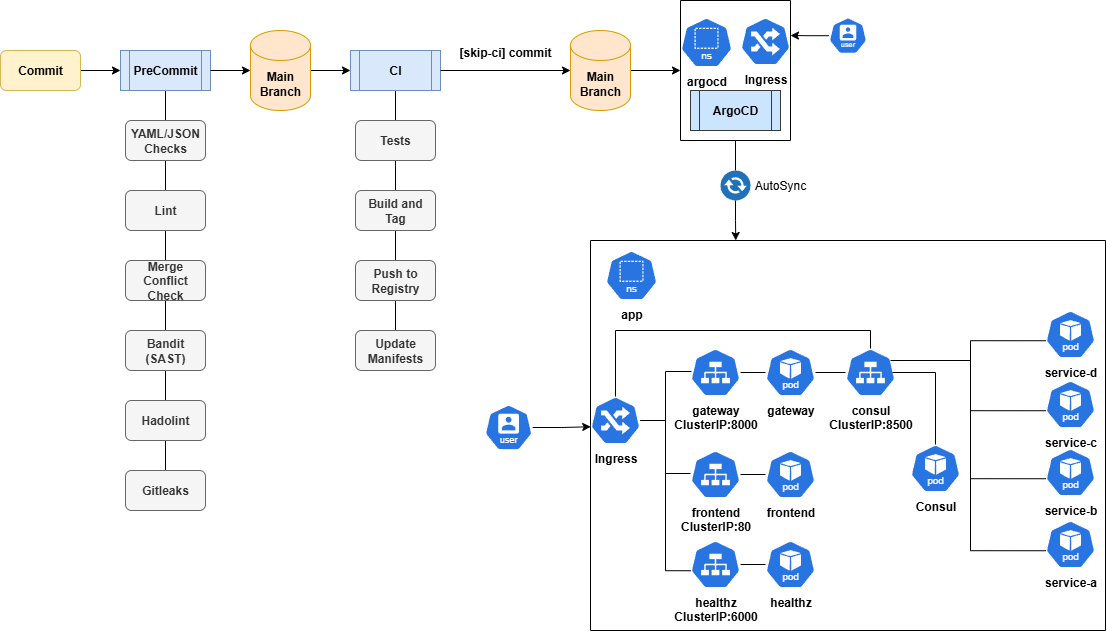 Commit
PreCommit
Main
Branch
CI
[skip-ci] commit
Main
Branch
ns
argocd
Ingress
user
ArgoCD
AutoSync
YAML/JSON
Checks
Lint
Merge
Conflict
Check
Bandit
(SAST)
Hadolint
Gitleaks
Tests
Build and
Tag
Push to
Registry
Update
Manifests
ns
app
user
Ingress
gateway
ClusterIP:8000
pod
gateway
consul
ClusterIP:8500
frontend
ClusterIP:80
pod
frontend
healthz
ClusterIP:6000
pod
healthz
pod
Consul
pod
service-d
pod
service-c
pod
service-b
pod
service-a